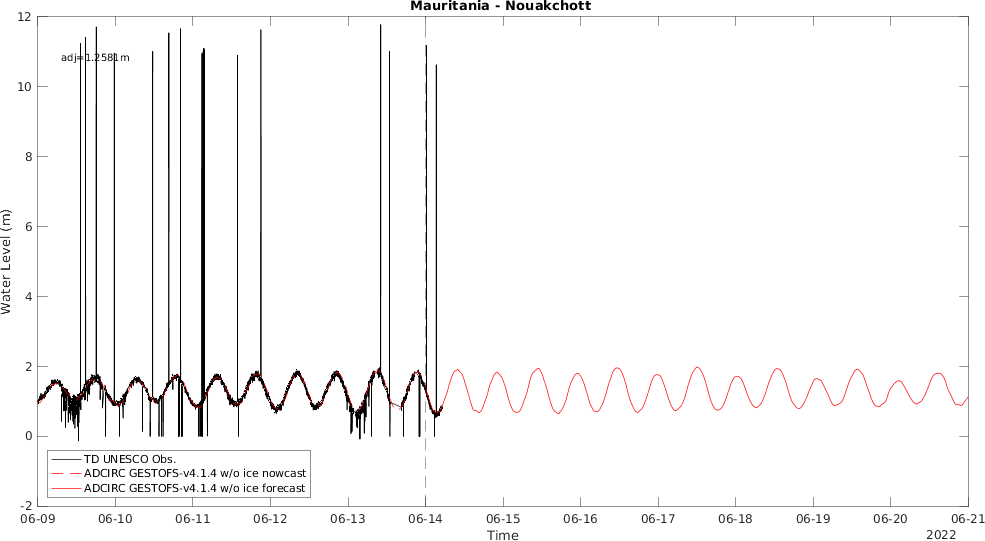 Mauritania - Nouakchott
12
adj=1.2581m
10
8
6
4
2
0
-2
Water Level (m)
TD UNESCO Obs.
ADCIRC GESTOFS-v4.1.4 w/o ice nowcast
ADCIRC GESTOFS-v4.1.4 w/o ice forecast
06-09 06-10 06-11 06-12 06-13 06-14 06-15 06-16 06-17 06-18 06-19 06-20 06-21
Time
2022